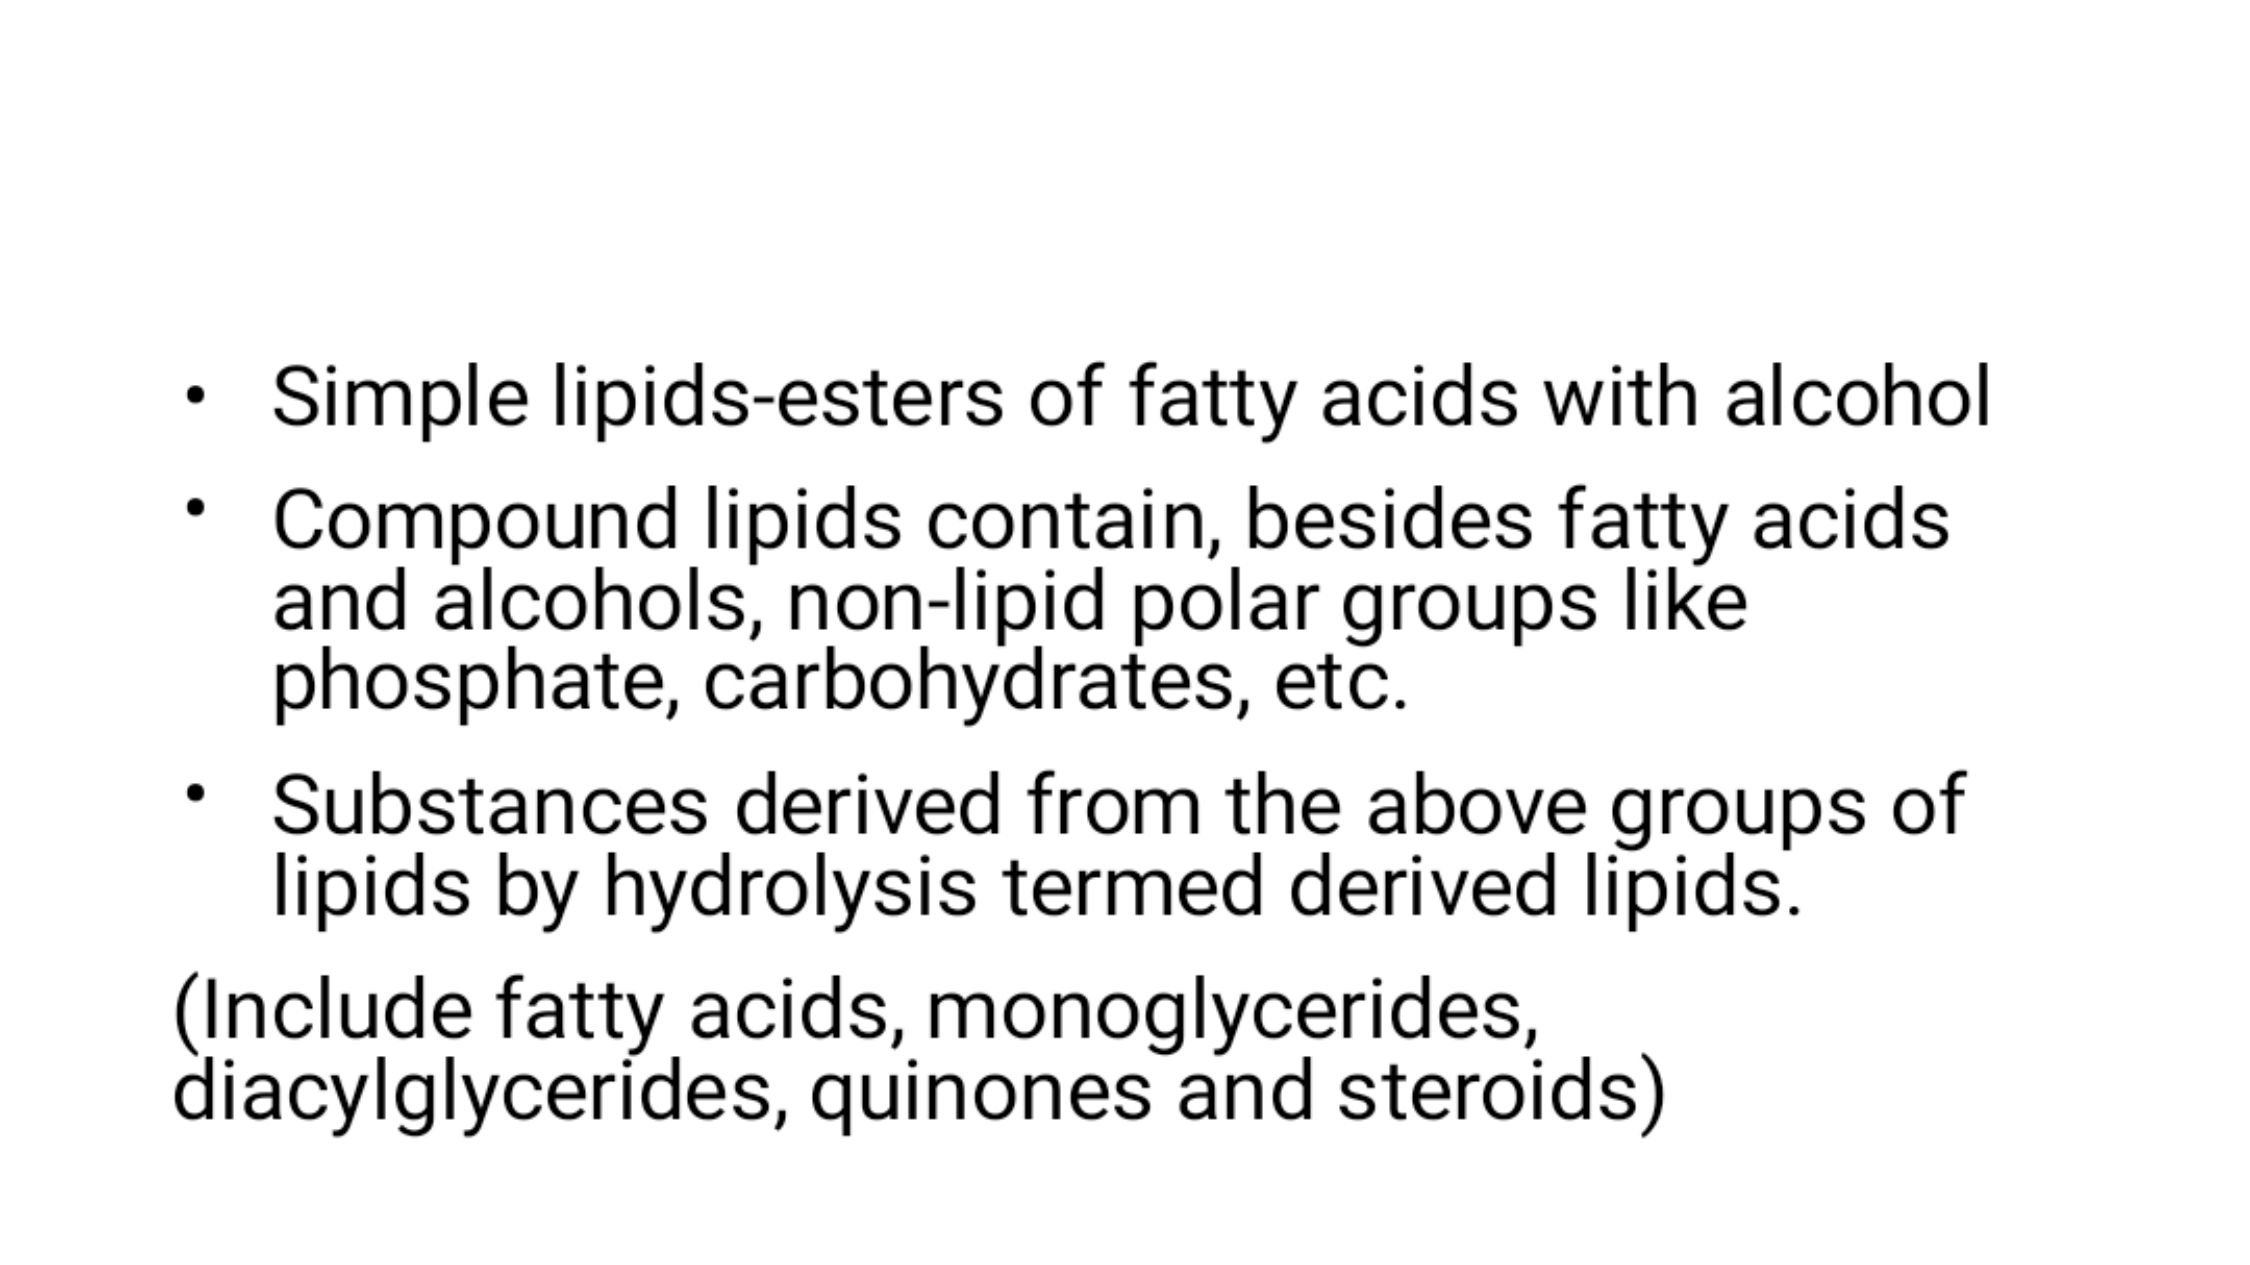 • Simple lipids-esters of fatty acids with alcohol
• Compound lipids contain, besides fatty acids
and alcohols, non-lipid polar groups like
phosphate, carbohydrates, etc.
• Substances derived from the above groups of
lipids by hydrolysis termed derived lipids.
(Include fatty acids, monoglycerides,
diacylglycerides, quinones and steroids)